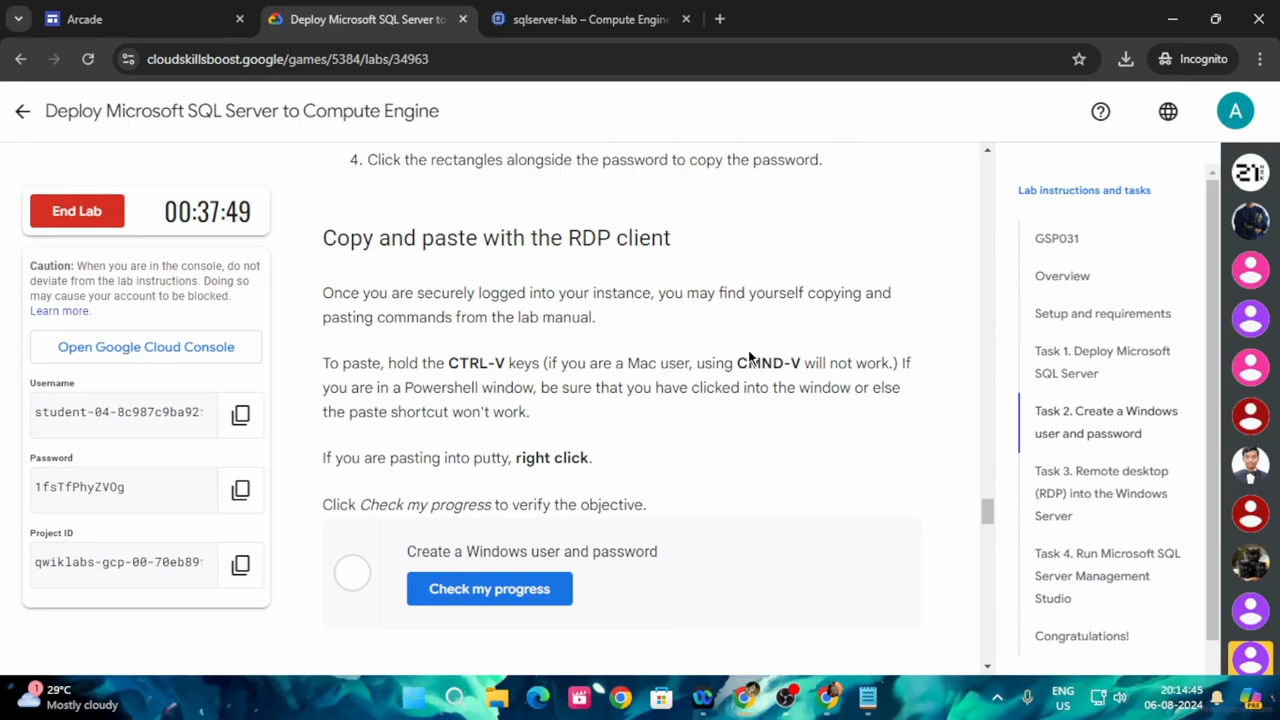 Arcade
Deploy Microsoft SQL Server to
sqlserver-lab – Compute Engine
cloudskillsboost.google/games/5384/labs/34963
Incognito
Deploy Microsoft SQL Server to Compute Engine
A
4. Click the rectangles alongside the password to copy the password.
End Lab
00:37:49
Caution: When you are in the console, do not
deviate from the lab instructions. Doing so
may cause your account to be blocked.
Learn more.
Open Google Cloud Console
Username
student-04-8c987c9ba92
Password
1fsTfPhyZVOg
Project ID
qwiklabs-gcp-00-70eb89
Copy and paste with the RDP client
Once you are securely logged into your instance, you may find yourself copying and
pasting commands from the lab manual.
To paste, hold the CTRL-V keys (if you are a Mac user, using CMND-V will not work.) If
you are in a Powershell window, be sure that you have clicked into the window or else
the paste shortcut won't work.
If you are pasting into putty, right click.
Click Check my progress to verify the objective.
Create a Windows user and password
Check my progress
Lab instructions and tasks
GSP031
Overview
Setup and requirements
Task 1. Deploy Microsoft
SQL Server
Task 2. Create a Windows
user and password
Task 3. Remote desktop
(RDP) into the Windows
Server
Task 4. Run Microsoft SQL
Server Management
Studio
Congratulations!
21
1
29°C
Mostly cloudy
ENG
US
20:14:45
06-08-2024
PRE